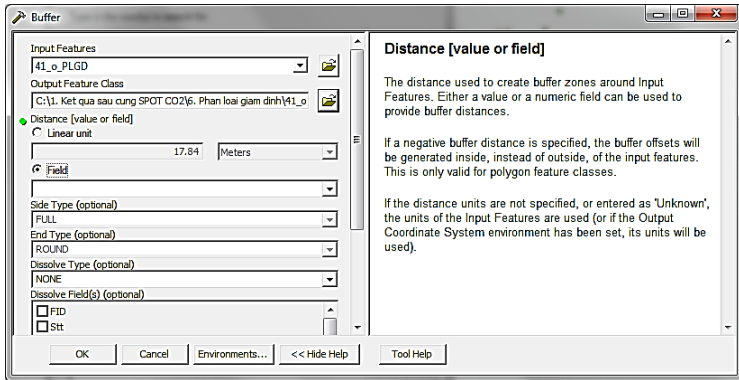 Buffer
Input Features
41_o_PLGD
Output Feature Class
C:\1. Ket qua sau cung SPOT CO2\6. Phan loai giam dinh\41_o
Distance [value or field]
Linear unit
17.84 Meters
Field
Side Type (optional)
FULL
End Type (optional)
ROUND
Dissolve Type (optional)
NONE
Dissolve Field(s) (optional)
FID
Stt
OK Cancel Environments... << Hide Help Tool Help
Distance [value or field]
The distance used to create buffer zones around Input
Features. Either a value or a numeric field can be used to
provide buffer distances.
If a negative buffer distance is specified, the buffer offsets will
be generated inside, instead of outside, of the input features.
This is only valid for polygon feature classes.
If the distance units are not specified, or entered as 'Unknown',
the units of the Input Features are used (or if the Output
Coordinate System environment has been set, its units will be
used).